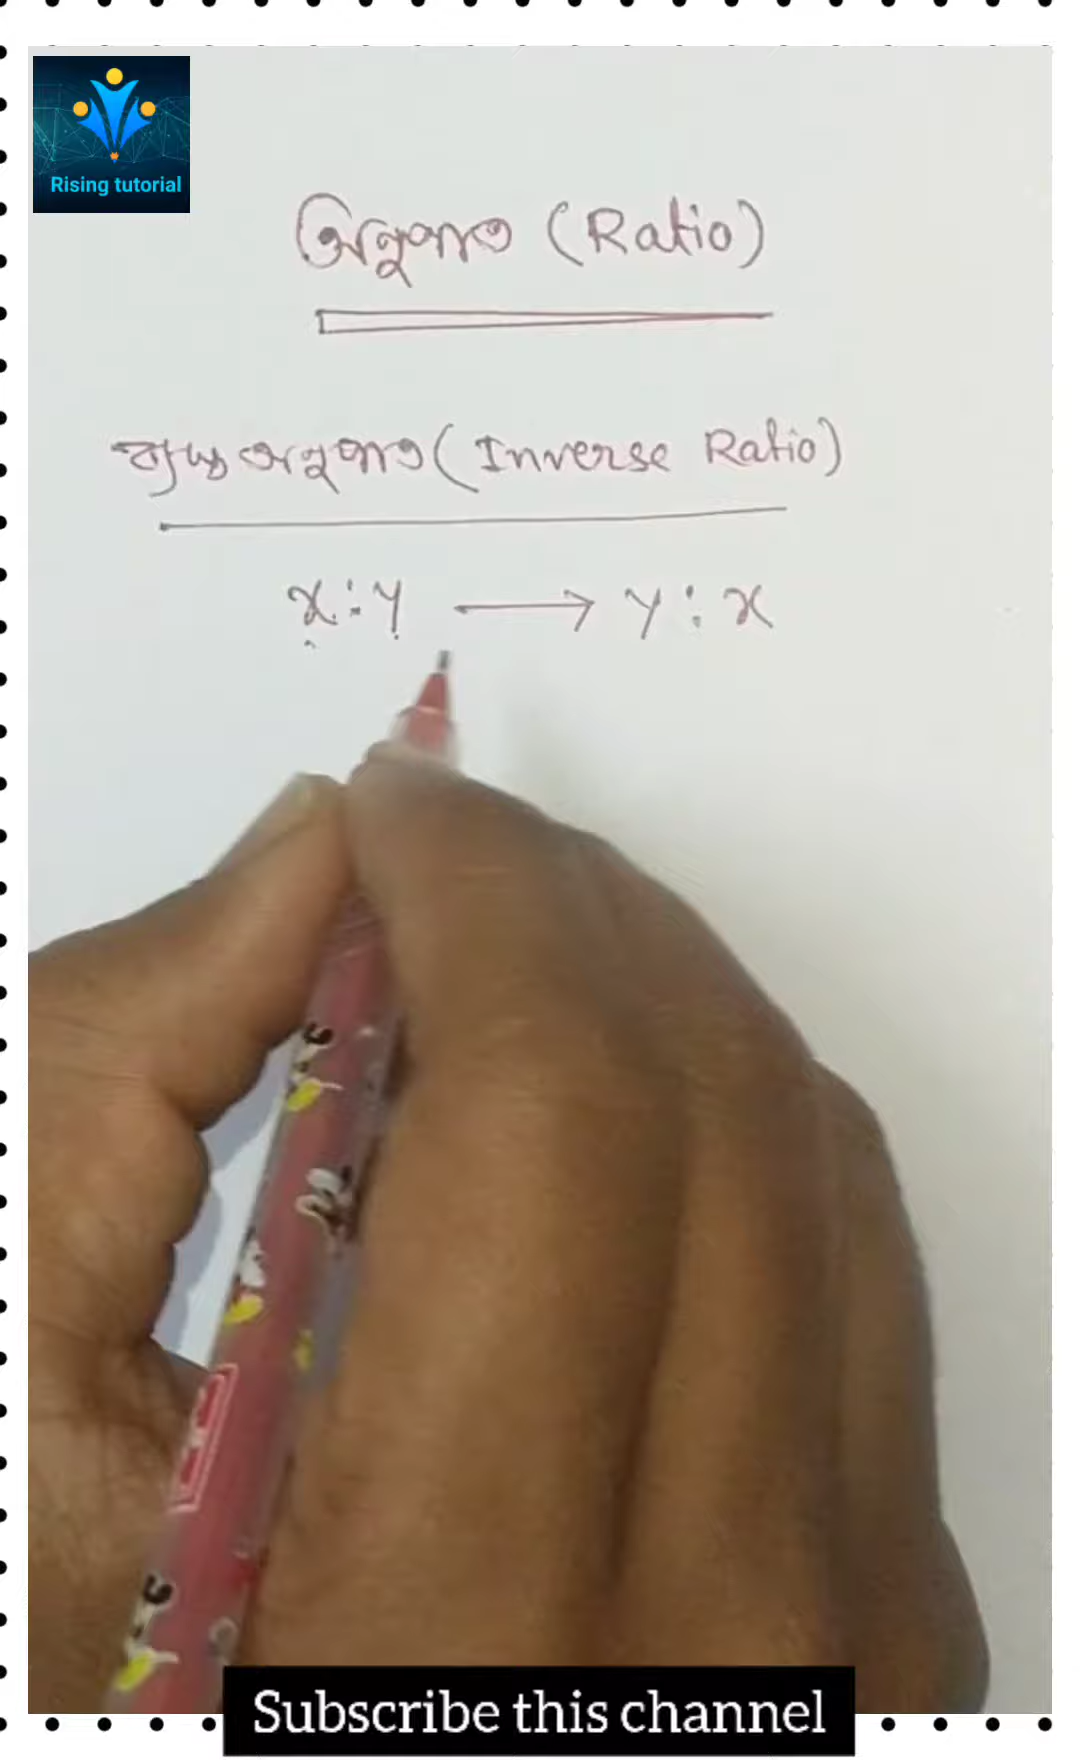 Rising tutorial
অনুপাত (Ratio)
ব্যস্ত অনুপাত (Inverse Ratio)
x : y ⟶ y : x
Subscribe this channel